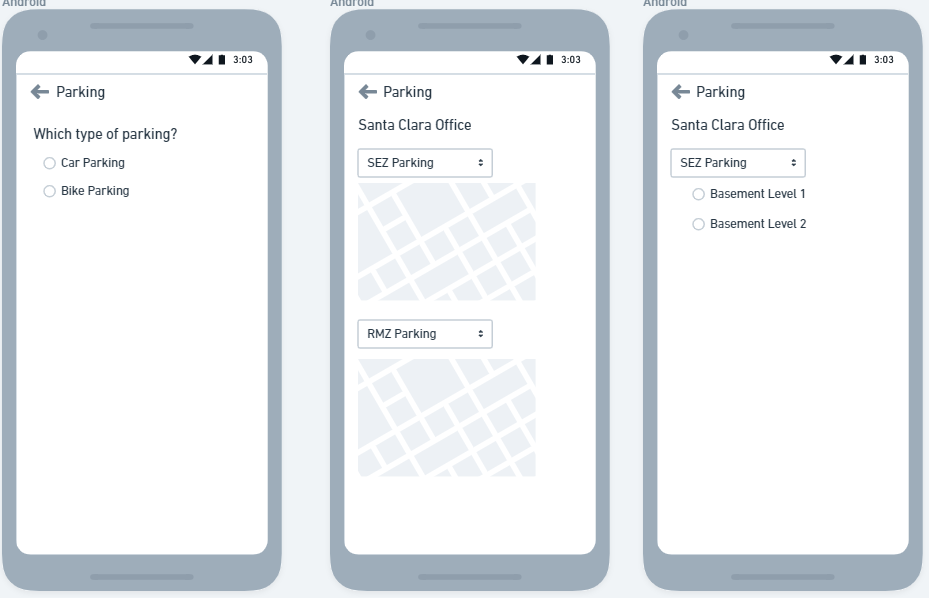 Android
3:03
Parking
Which type of parking?
Car Parking
Bike Parking
Android
3:03
Parking
Santa Clara Office
SEZ Parking
RMZ Parking
Android
3:03
Parking
Santa Clara Office
SEZ Parking
Basement Level 1
Basement Level 2